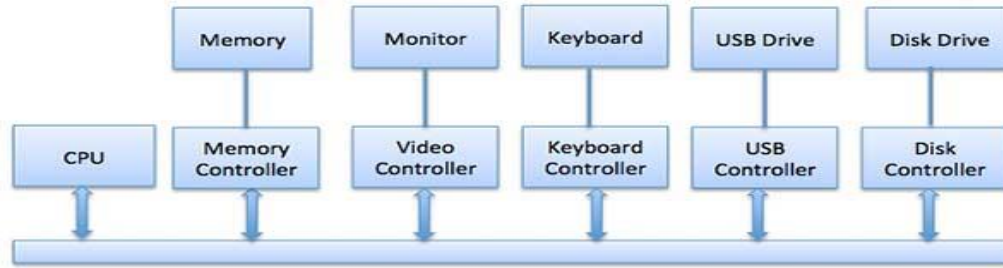 Memory
Monitor
Keyboard
USB Drive
Disk Drive
CPU
Memory
Controller
Video
Controller
Keyboard
Controller
USB
Controller
Disk
Controller